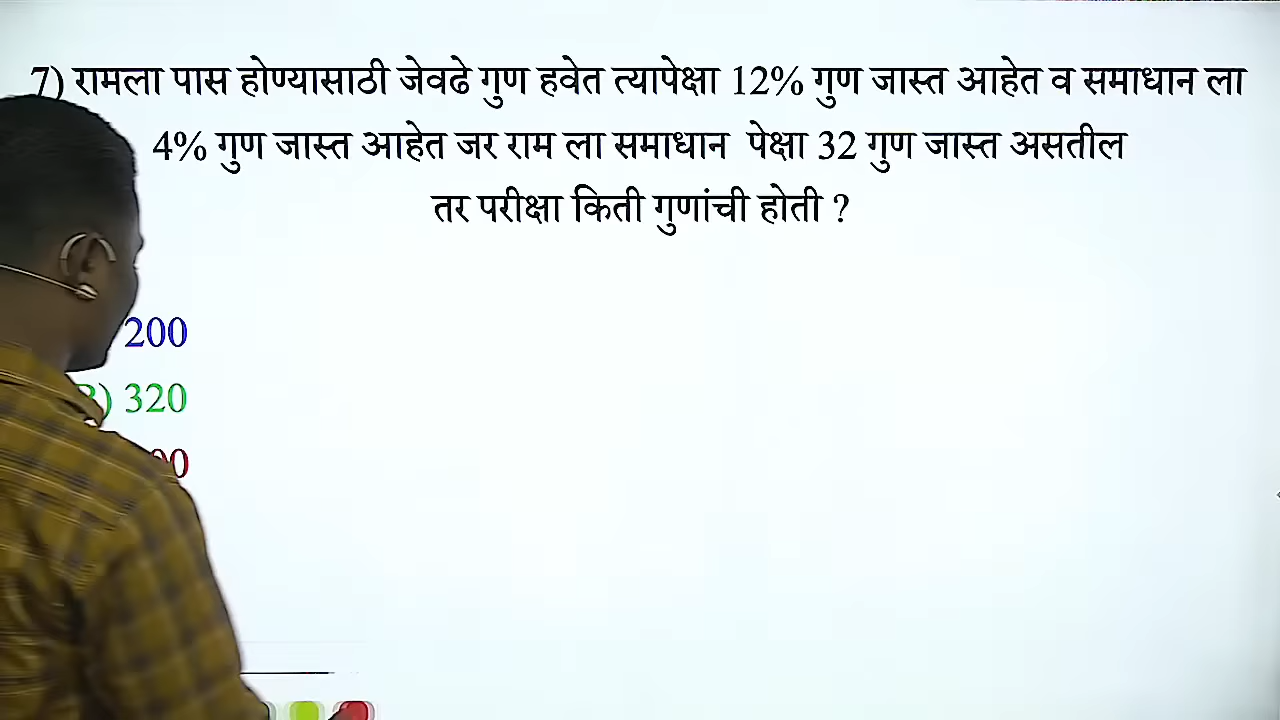 7) रामला पास होण्यासाठी जेवढे गुण हवेत त्यापेक्षा 12% गुण जास्त आहेत व समाधान ला
4% गुण जास्त आहेत जर राम ला समाधान पेक्षा 32 गुण जास्त असतील
तर परीक्षा किती गुणांची होती ?
200
B) 320